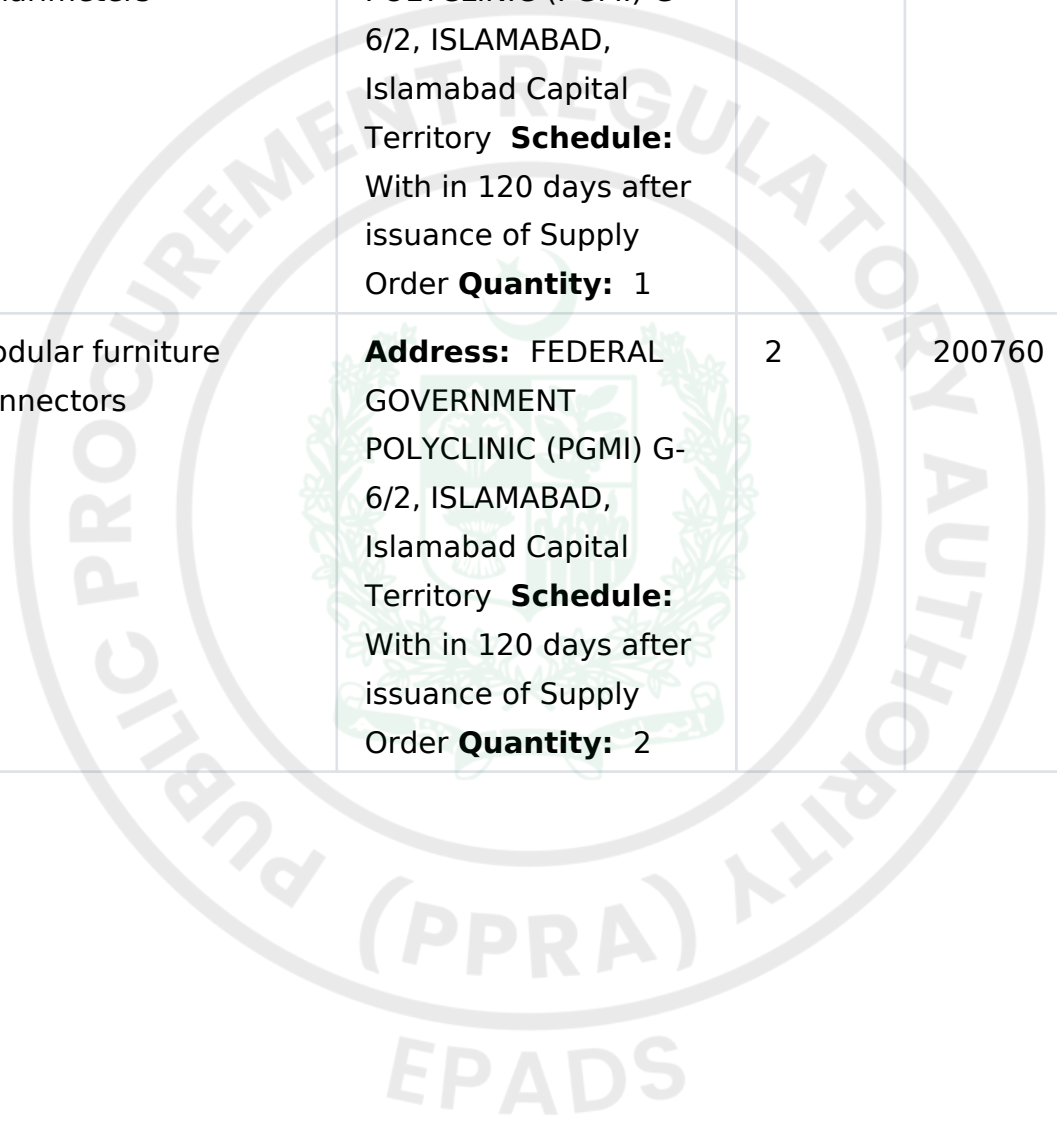 6/2, ISLAMABAD,
Islamabad Capital
Territory Schedule:
With in 120 days after
issuance of Supply
Order Quantity: 1
odular furniture
nnectors
Address: FEDERAL
GOVERNMENT
POLYCLINIC (PGMI) G-
6/2, ISLAMABAD,
Islamabad Capital
Territory Schedule:
With in 120 days after
issuance of Supply
Order Quantity: 2
2
200760
PUBLIC PROCUREMENT REGULATORY AUTHORITY
(PPRA)
EPADS